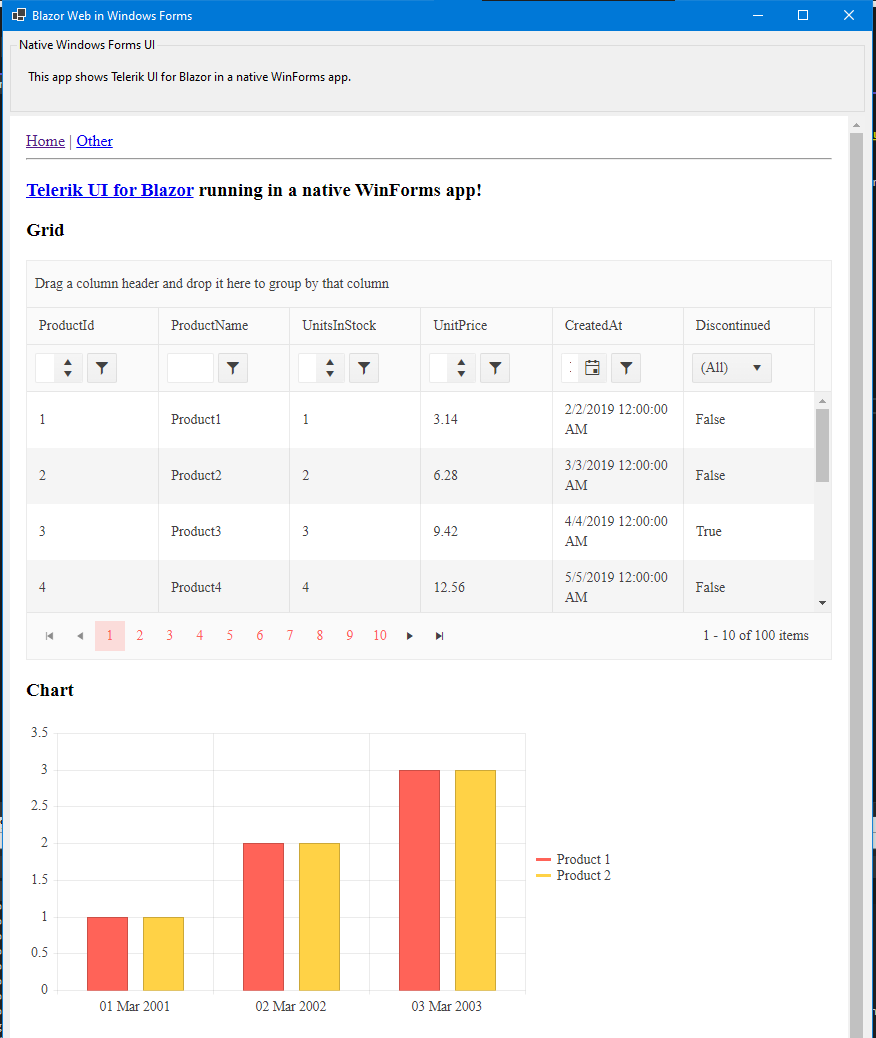 Blazor Web in Windows Forms
Native Windows Forms UI
This app shows Telerik UI for Blazor in a native WinForms app.
Home | Other
Telerik UI for Blazor running in a native WinForms app!
Grid
Drag a column header and drop it here to group by that column
ProductId ProductName UnitsInStock UnitPrice CreatedAt Discontinued
(All)
1 Product1 1 3.14 2/2/2019 12:00:00 AM False
2 Product2 2 6.28 3/3/2019 12:00:00 AM False
3 Product3 3 9.42 4/4/2019 12:00:00 AM True
4 Product4 4 12.56 5/5/2019 12:00:00 AM False
1 2 3 4 5 6 7 8 9 10 1 - 10 of 100 items
Chart
3.5
3
2.5
2
1.5
1
0.5
0
01 Mar 2001 02 Mar 2002 03 Mar 2003
Product 1
Product 2